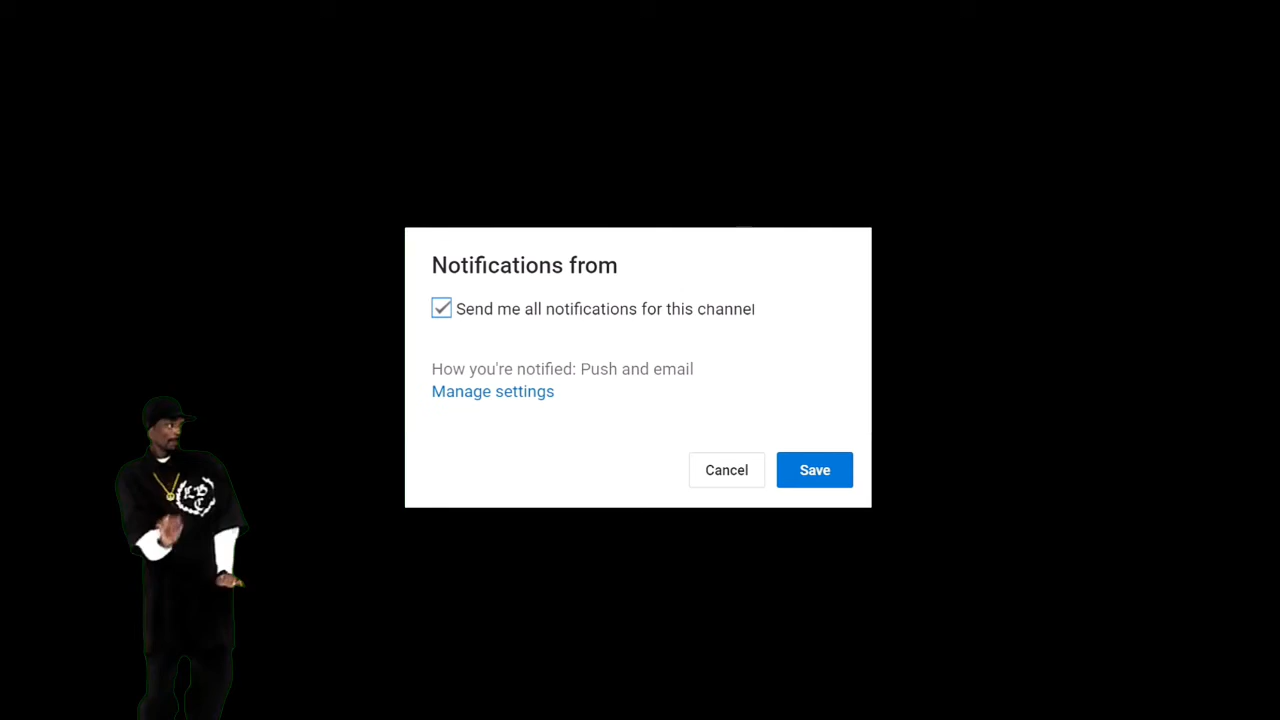 Notifications from
Send me all notifications for this channel
How you're notified: Push and email
Manage settings
Cancel
Save